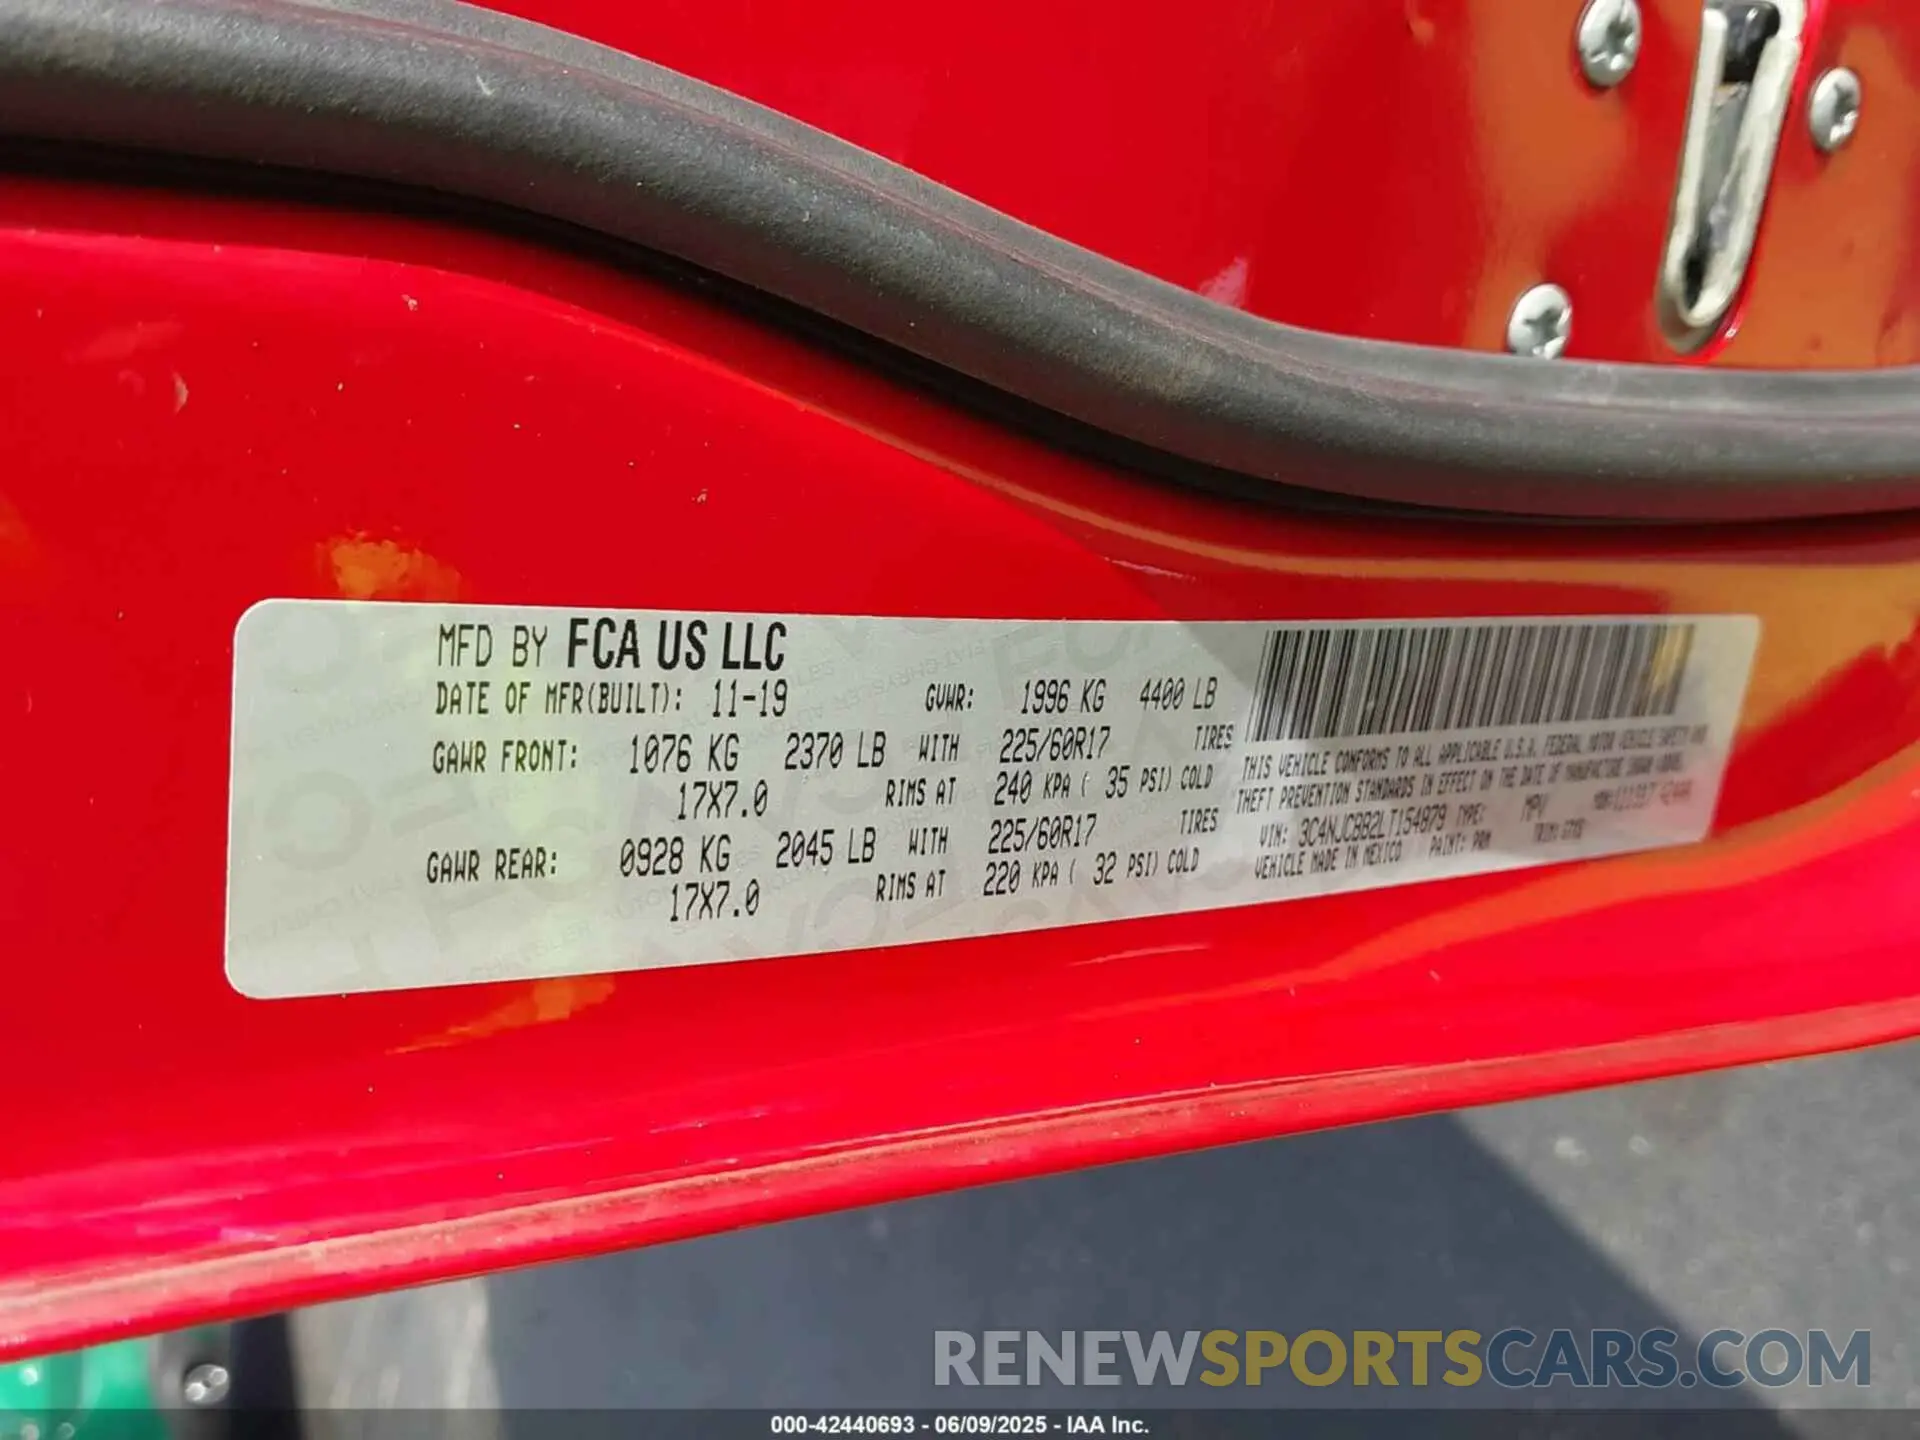 MFD BY FCA US LLC
DATE OF MFR(BUILT): 11-19 GVWR: 1996 KG 4400 LB
GAWR FRONT: 1076 KG 2370 LB WITH 225/60R17 TIRES
17X7.0 RIMS AT 240 KPA ( 35 PSI) COLD
GAWR REAR: 0928 KG 2045 LB WITH 225/60R17 TIRES
17X7.0 RIMS AT 220 KPA ( 32 PSI) COLD
THIS VEHICLE CONFORMS TO ALL APPLICABLE U.S.A. FEDERAL MOTOR VEHICLE SAFETY AND
THEFT PREVENTION STANDARDS IN EFFECT ON THE DATE OF MANUFACTURE SHOWN ABOVE.
VIN: 3C4NJCBB2LT154879 TYPE: MPV
VEHICLE MADE IN MEXICO PAINT: PRM TRIM:
RENEWSPORTSCARS.COM
000-42440693 - 06/09/2025 - IAA Inc.